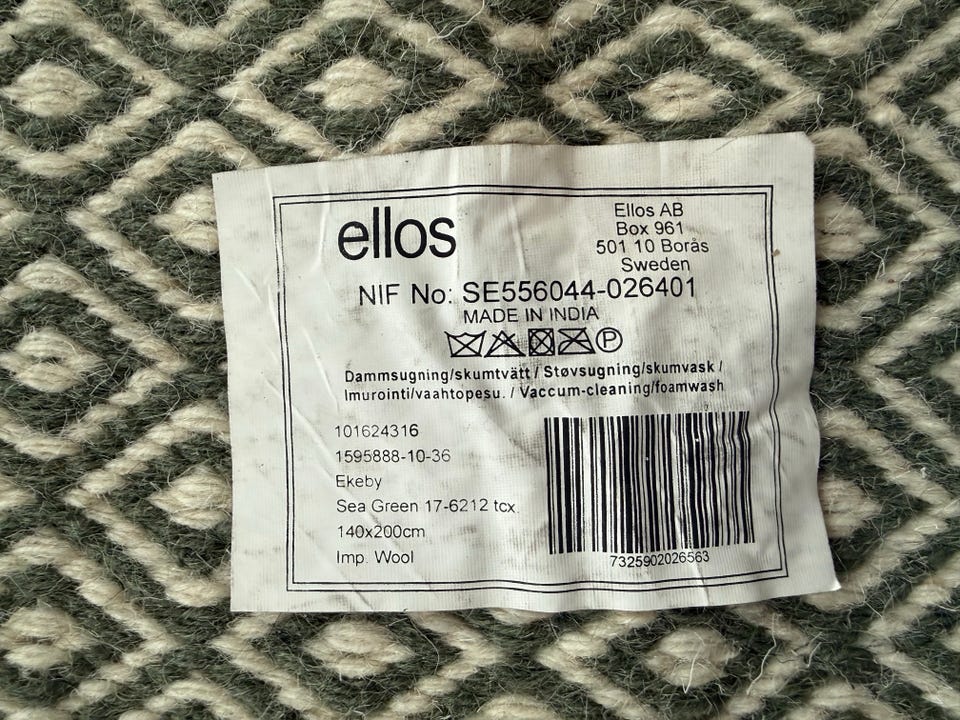 ellos
Ellos AB
Box 961
501 10 Borås
Sweden
NIF No: SE556044-026401
MADE IN INDIA
P
Dammsugning/skumtvätt / Støvsugning/skumvask /
Imurointi/vaahtopesu. / Vaccum-cleaning/foamwash
101624316
1595888-10-36
Ekeby
Sea Green 17-6212 tcx.
140x200cm
Imp. Wool
7325902026563